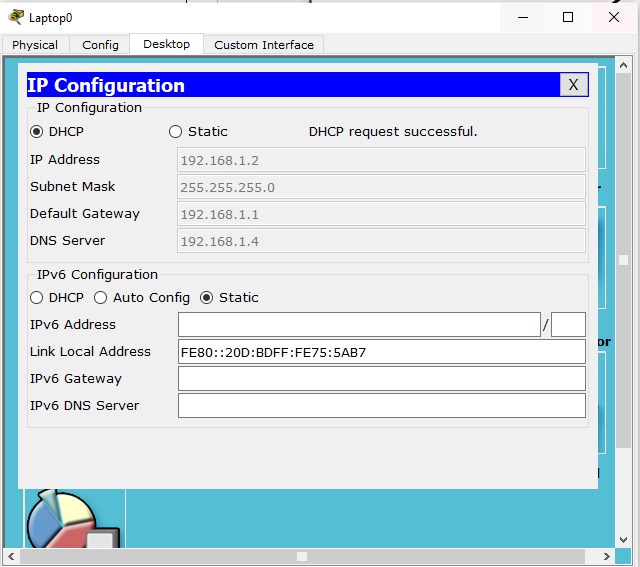 Laptop0
Physical Config Desktop Custom Interface
IP Configuration X
IP Configuration
DHCP Static DHCP request successful.
IP Address 192.168.1.2
Subnet Mask 255.255.255.0
Default Gateway 192.168.1.1
DNS Server 192.168.1.4
IPv6 Configuration
DHCP Auto Config Static
IPv6 Address /
Link Local Address FE80::20D:BDFF:FE75:5AB7
IPv6 Gateway
IPv6 DNS Server
or